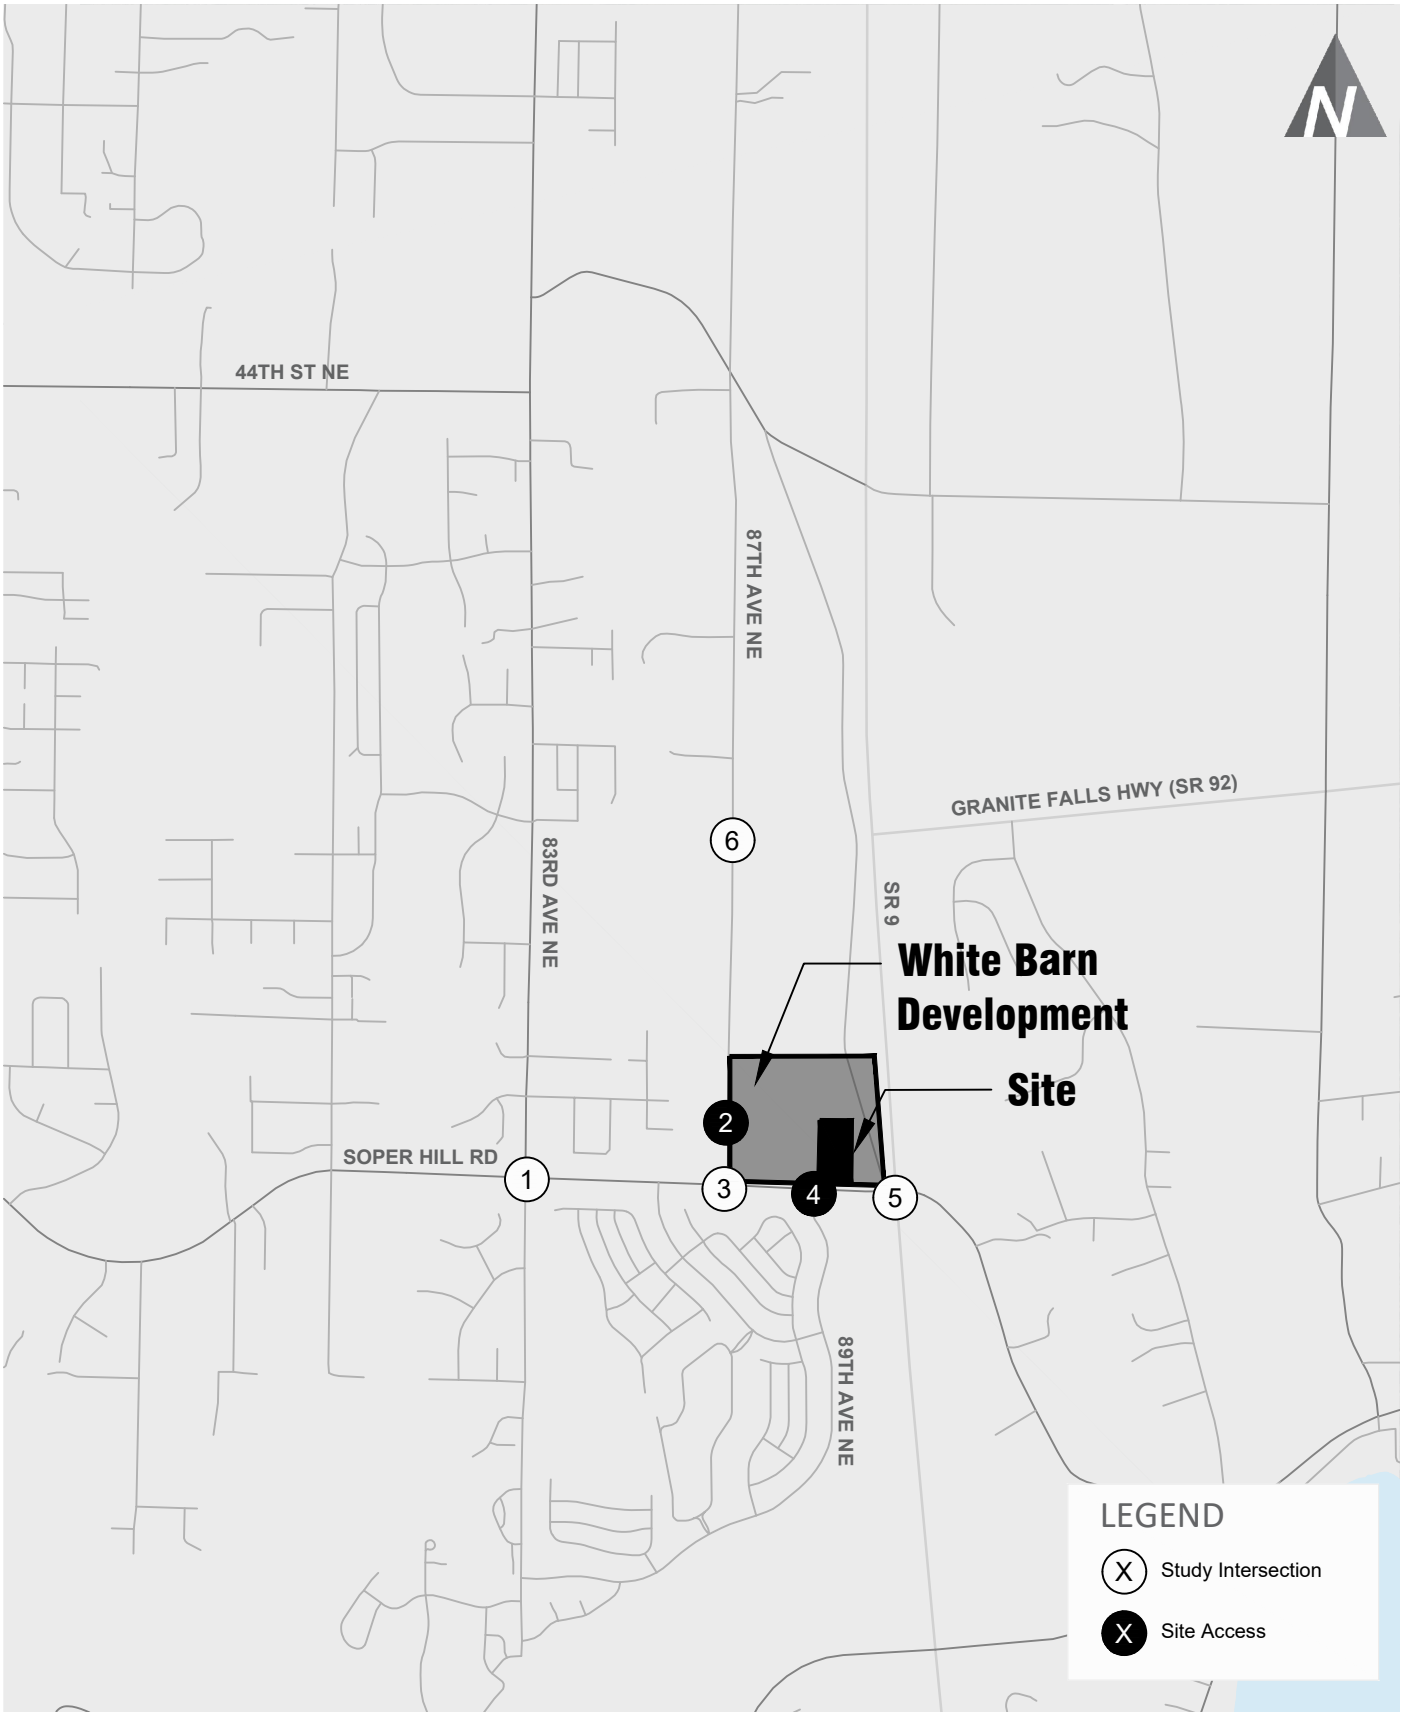 N
44TH ST NE
87TH AVE NE
GRANITE FALLS HWY (SR 92)
6
83RD AVE NE
SR 9
White Barn
Development
Site
2
SOPER HILL RD
1
3
4
5
89TH AVE NE
LEGEND
X Study Intersection
X Site Access